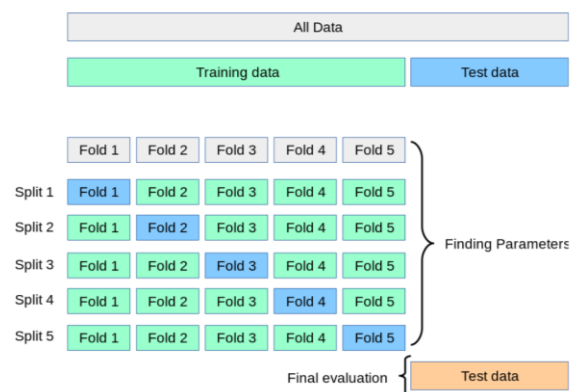 All Data
Training data Test data
Fold 1 Fold 2 Fold 3 Fold 4 Fold 5
Split 1 Fold 1 Fold 2 Fold 3 Fold 4 Fold 5
Split 2 Fold 1 Fold 2 Fold 3 Fold 4 Fold 5
Finding Parameters
Split 3 Fold 1 Fold 2 Fold 3 Fold 4 Fold 5
Split 4 Fold 1 Fold 2 Fold 3 Fold 4 Fold 5
Split 5 Fold 1 Fold 2 Fold 3 Fold 4 Fold 5
Final evaluation Test data